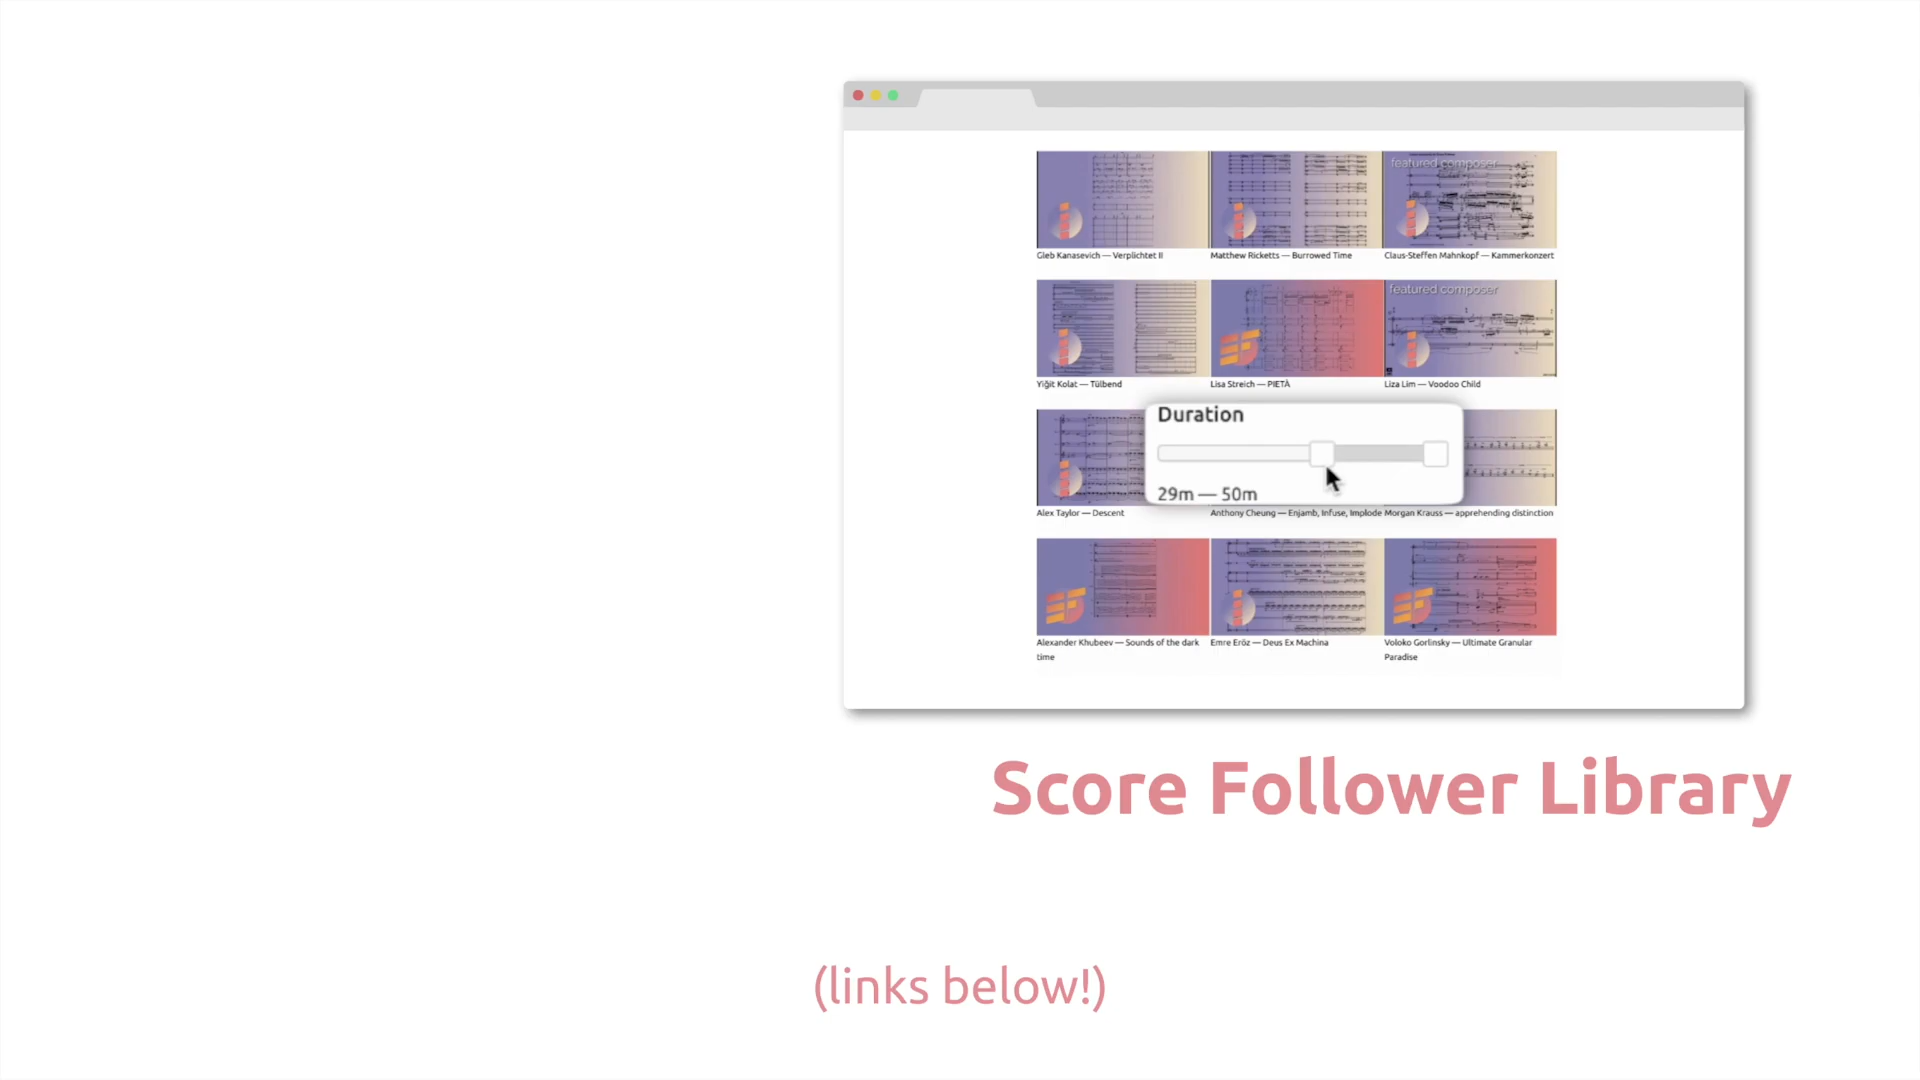 featured composer
Gleb Kanasevich — Verplichtet II
Matthew Ricketts — Burrowed Time
Claus-Steffen Mahnkopf — Kammerkonzert
featured composer
Yiğit Kolat — Tülbend
Lisa Streich — PIETÀ
Liza Lim — Voodoo Child
Duration
29m — 50m
Alex Taylor — Descent
Anthony Cheung — Enjamb, Infuse, Implode
Morgan Krauss — apprehending distinction
Alexander Khubeev — Sounds of the dark
time
Emre Eröz — Deus Ex Machina
Voloko Gorlinsky — Ultimate Granular
Paradise
Score Follower Library
(links below!)